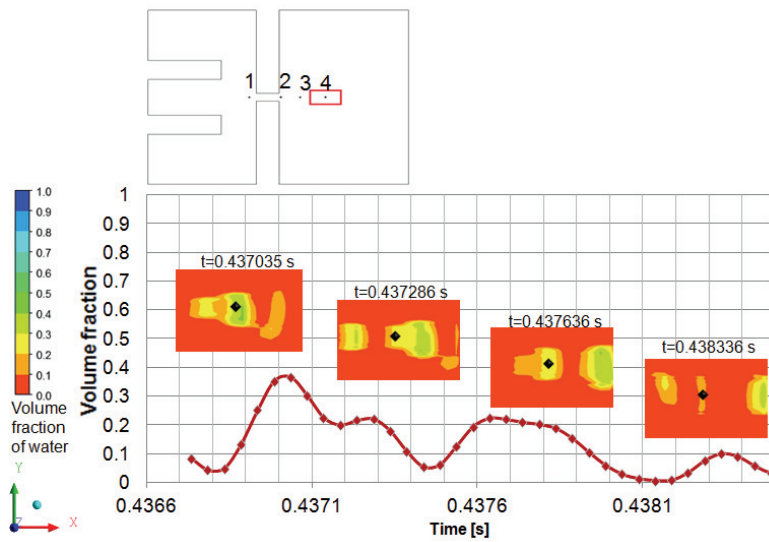 1 2 3 4
1
0.9
0.8
0.7
0.6
0.5
0.4
0.3
0.2
0.1
0
Volume fraction
t=0.437035 s
t=0.437286 s
t=0.437636 s
t=0.438336 s
1.0
0.9
0.8
0.7
0.6
0.5
0.4
0.3
0.2
0.1
0.0
Volume
fraction
of water
Y
Z
X
0.4366
0.4371
0.4376
0.4381
Time [s]